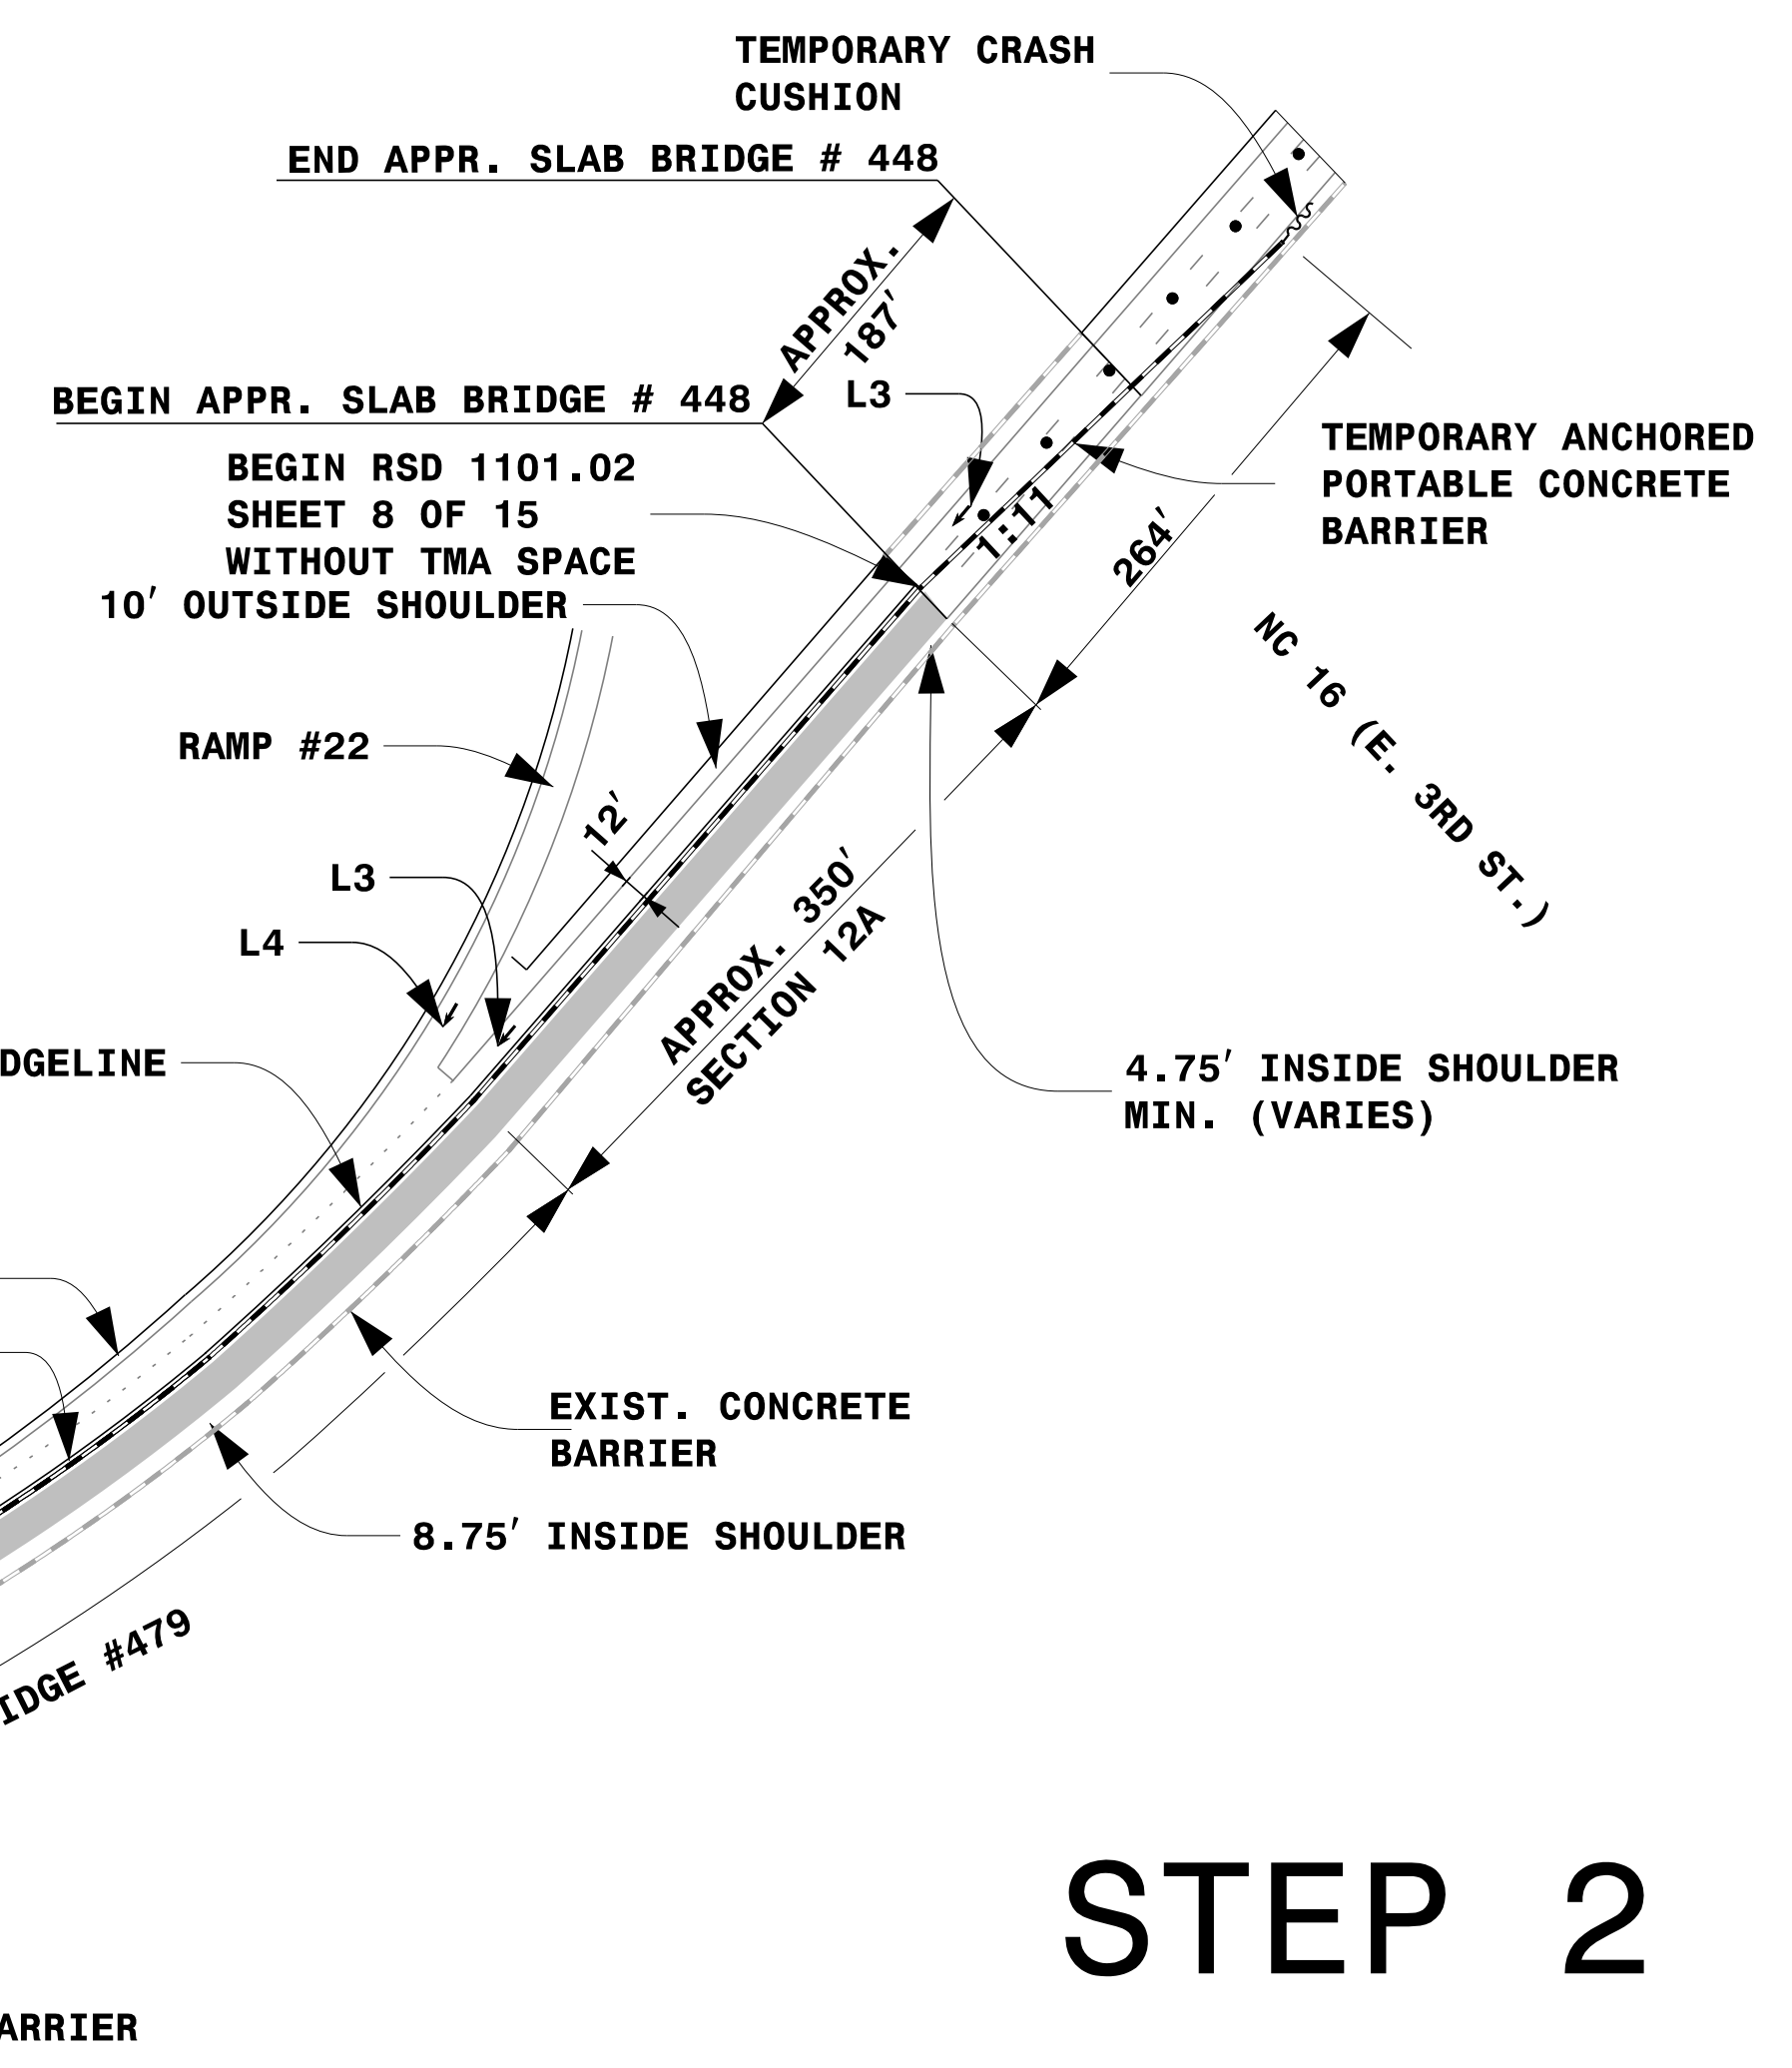 TEMPORARY CRASH
CUSHION
END APPR. SLAB BRIDGE # 448
APPROX.
187'
BEGIN APPR. SLAB BRIDGE # 448
L3
BEGIN RSD 1101.02
SHEET 8 OF 15
WITHOUT TMA SPACE
TEMPORARY ANCHORED
PORTABLE CONCRETE
BARRIER
1:11
264'
10' OUTSIDE SHOULDER
NC 16 (E. 3RD ST.)
RAMP #22
12'
L3
L4
APPROX. 350'
SECTION 12A
DGELINE
4.75' INSIDE SHOULDER
MIN. (VARIES)
EXIST. CONCRETE
BARRIER
8.75' INSIDE SHOULDER
IDGE #479
STEP 2
ARRIER